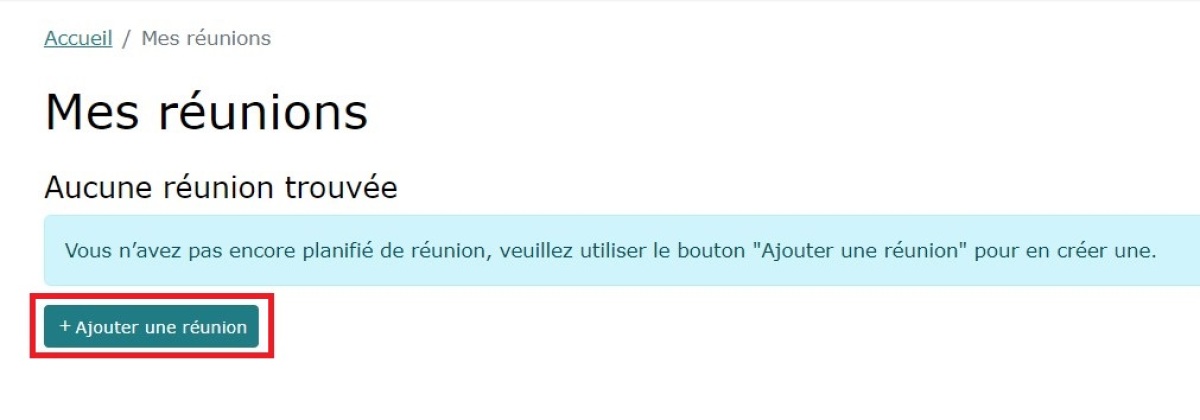 Accueil / Mes réunions
Mes réunions
Aucune réunion trouvée
Vous n’avez pas encore planifié de réunion, veuillez utiliser le bouton "Ajouter une réunion" pour en créer une.
+ Ajouter une réunion